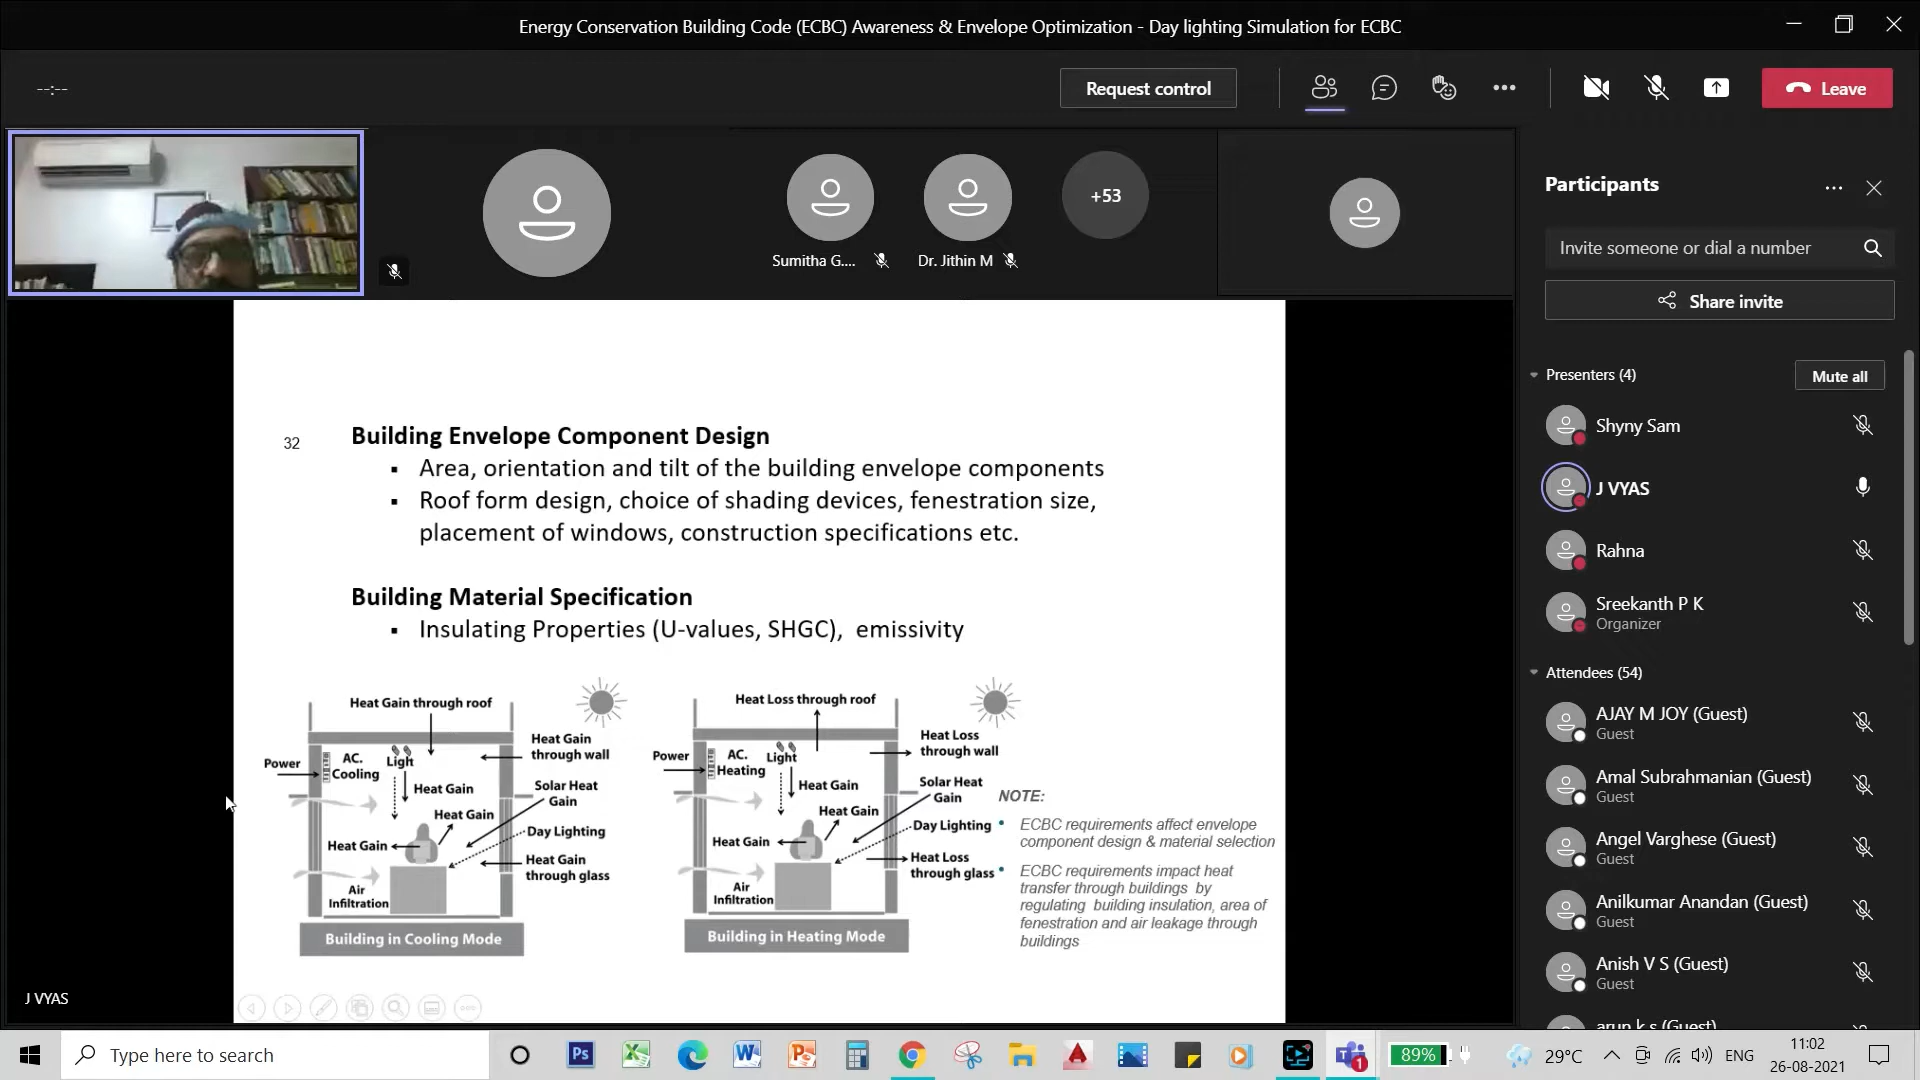 Energy Conservation Building Code (ECBC) Awareness & Envelope Optimization - Day lighting Simulation for ECBC
--:--
Request control
Leave
+53
Sumitha G....
Dr. Jithin M
Participants
Invite someone or dial a number
Share invite
Presenters (4)
Mute all
Shyny Sam
J VYAS
Rahna
Sreekanth P K
Organizer
Attendees (54)
AJAY M JOY (Guest)
Guest
Amal Subrahmanian (Guest)
Guest
Angel Varghese (Guest)
Guest
Anilkumar Anandan (Guest)
Guest
Anish V S (Guest)
Guest
arun k s (Guest)
32
Building Envelope Component Design
▪ Area, orientation and tilt of the building envelope components
▪ Roof form design, choice of shading devices, fenestration size,
placement of windows, construction specifications etc.
Building Material Specification
▪ Insulating Properties (U-values, SHGC), emissivity
Heat Gain through roof
Heat Gain
through wall
Power
AC.
Cooling
Light
Heat Gain
Solar Heat
Gain
Heat Gain
Day Lighting
Heat Gain
Heat Gain
through glass
Air
Infiltration
Building in Cooling Mode
Heat Loss through roof
Heat Loss
through wall
Power
AC.
Heating
Light
Heat Gain
Solar Heat
Gain
Heat Gain
Day Lighting
Heat Gain
Heat Loss
through glass
Air
Infiltration
Building in Heating Mode
NOTE:
• ECBC requirements affect envelope
component design & material selection
• ECBC requirements impact heat
transfer through buildings by
regulating building insulation, area of
fenestration and air leakage through
buildings
J VYAS
Type here to search
Ps
89%
1
29°C
ENG
11:02
26-08-2021